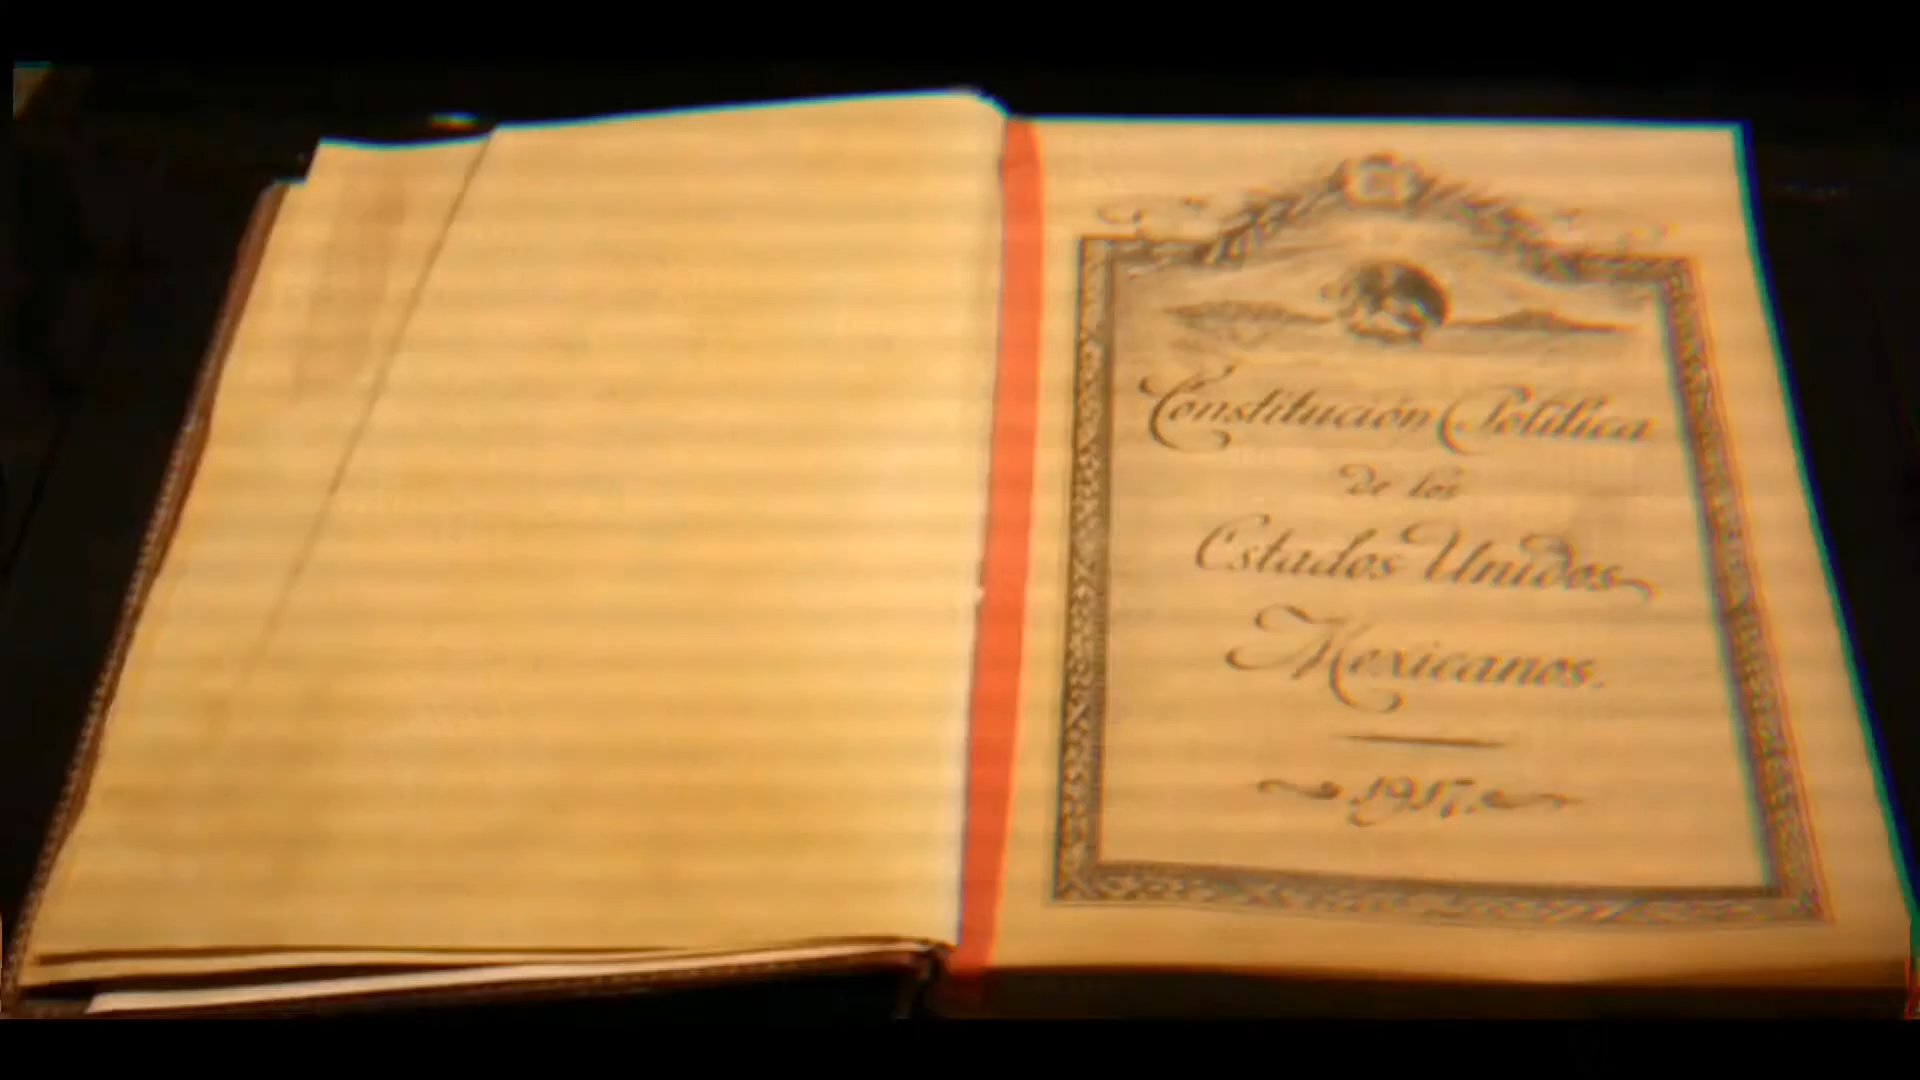 Constitución Política
de los
Estados Unidos
Mexicanos.
1917.